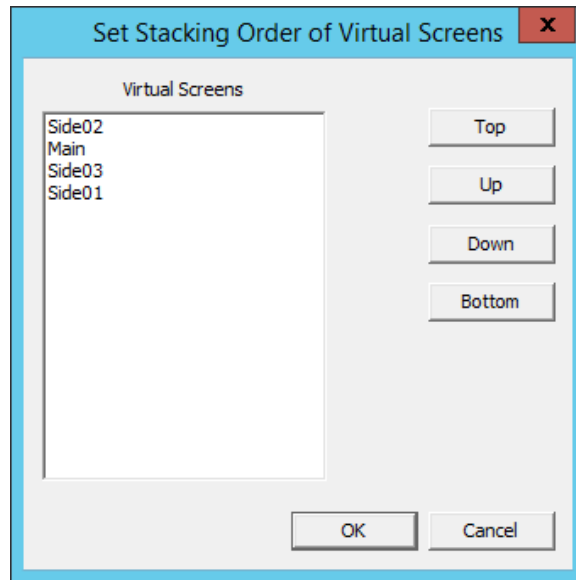 Set Stacking Order of Virtual Screens
x
Virtual Screens
Side02
Main
Side03
Side01
Top
Up
Down
Bottom
OK
Cancel